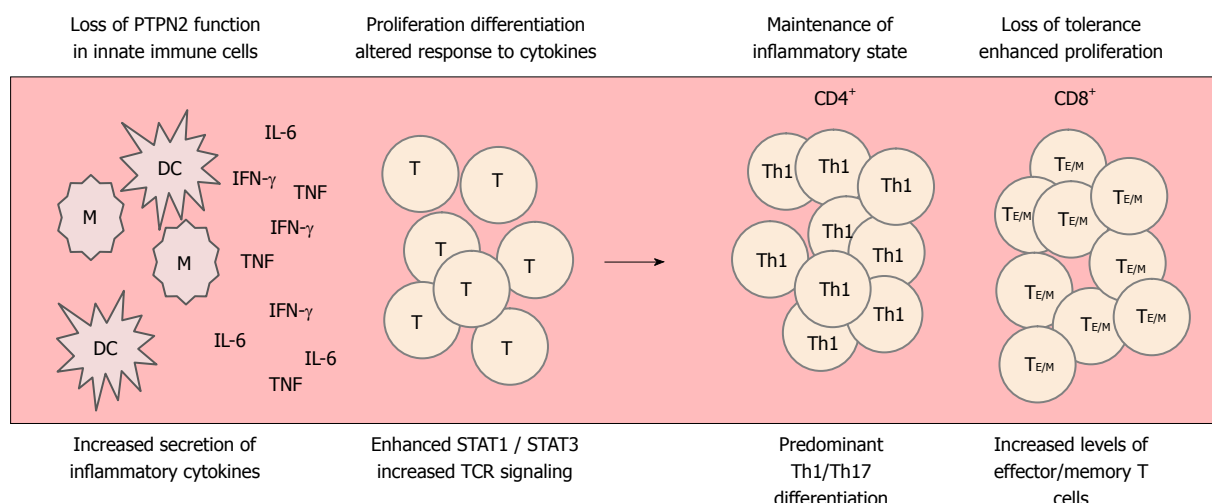 Loss of PTPN2 function
in innate immune cells
Proliferation differentiation
altered response to cytokines
Maintenance of
inflammatory state
Loss of tolerance
enhanced proliferation
DC
M
M
DC
IL-6
IFN-γ
TNF
IFN-γ
TNF
IFN-γ
IL-6
IL-6
TNF
T
T
T
T
T
T
T
CD4⁺
Th1
Th1
Th1
Th1
Th1
Th1
Th1
Th1
Th1
CD8⁺
TE/M
TE/M
TE/M
TE/M
TE/M
TE/M
TE/M
TE/M
TE/M
Increased secretion of
inflammatory cytokines
Enhanced STAT1 / STAT3
increased TCR signaling
Predominant
Th1/Th17
differentiation
Increased levels of
effector/memory T
cells